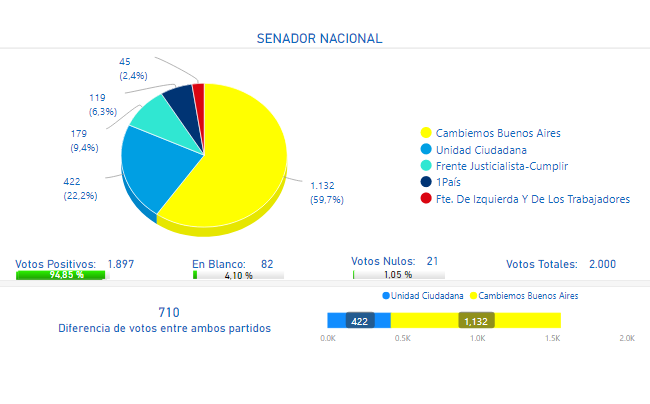 SENADOR NACIONAL
45
(2,4%)
119
(6,3%)
179
(9,4%)
422
(22,2%)
1.132
(59,7%)
Cambiemos Buenos Aires
Unidad Ciudadana
Frente Justicialista-Cumplir
1País
Fte. De Izquierda Y De Los Trabajadores
Votos Positivos: 1.897
94,85 %
En Blanco: 82
4,10 %
Votos Nulos: 21
1,05 %
Votos Totales: 2.000
710
Diferencia de votos entre ambos partidos
Unidad Ciudadana Cambiemos Buenos Aires
422 1,132
0.0K 0.5K 1.0K 1.5K 2.0K